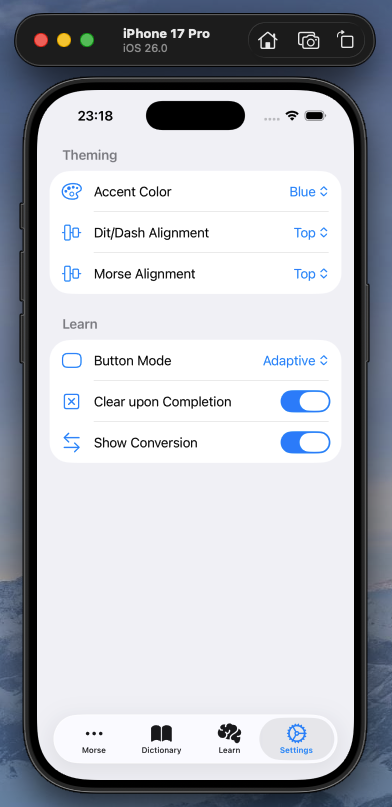 iPhone 17 Pro
iOS 26.0
23:18
Theming
Accent Color Blue
Dit/Dash Alignment Top
Morse Alignment Top
Learn
Button Mode Adaptive
Clear upon Completion
Show Conversion
Morse Dictionary Learn Settings